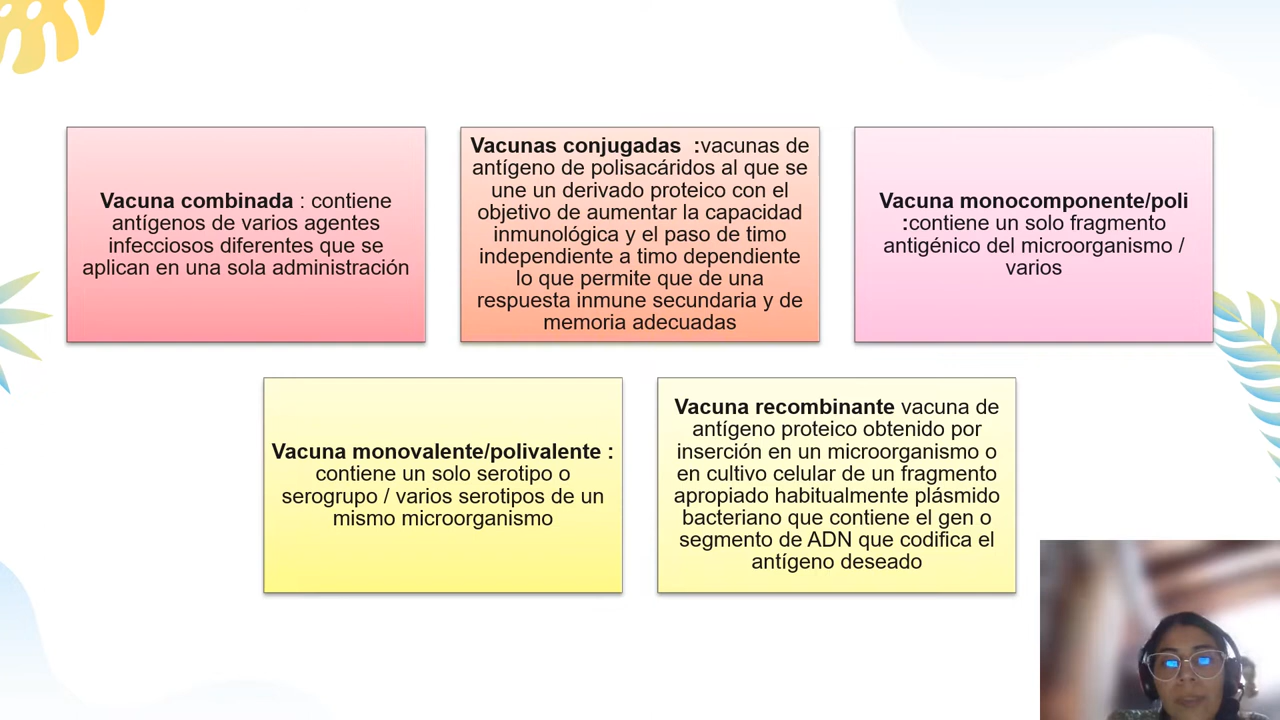 Vacuna combinada : contiene
antígenos de varios agentes
infecciosos diferentes que se
aplican en una sola administración
Vacunas conjugadas :vacunas de
antígeno de polisacáridos al que se
une un derivado proteico con el
objetivo de aumentar la capacidad
inmunológica y el paso de timo
independiente a timo dependiente
lo que permite que de una
respuesta inmune secundaria y de
memoria adecuadas
Vacuna monocomponente/poli
:contiene un solo fragmento
antigénico del microorganismo /
varios
Vacuna monovalente/polivalente :
contiene un solo serotipo o
serogrupo / varios serotipos de un
mismo microorganismo
Vacuna recombinante vacuna de
antígeno proteico obtenido por
inserción en un microorganismo o
en cultivo celular de un fragmento
apropiado habitualmente plásmido
bacteriano que contiene el gen o
segmento de ADN que codifica el
antígeno deseado